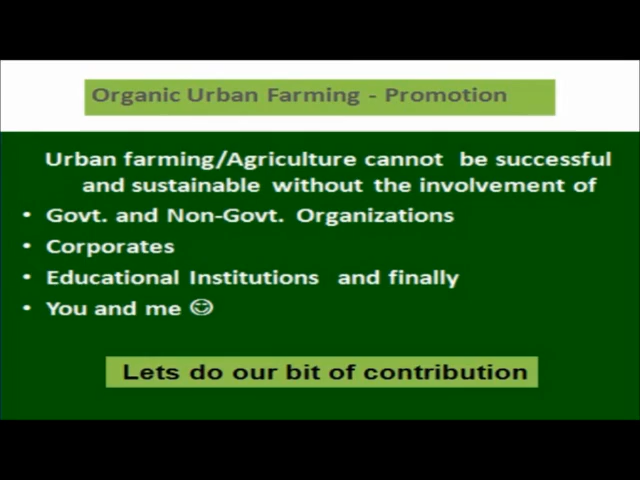 Organic Urban Farming - Promotion
Urban farming/Agriculture cannot be successful
and sustainable without the involvement of
• Govt. and Non-Govt. Organizations
• Corporates
• Educational Institutions and finally
• You and me ☺
Lets do our bit of contribution